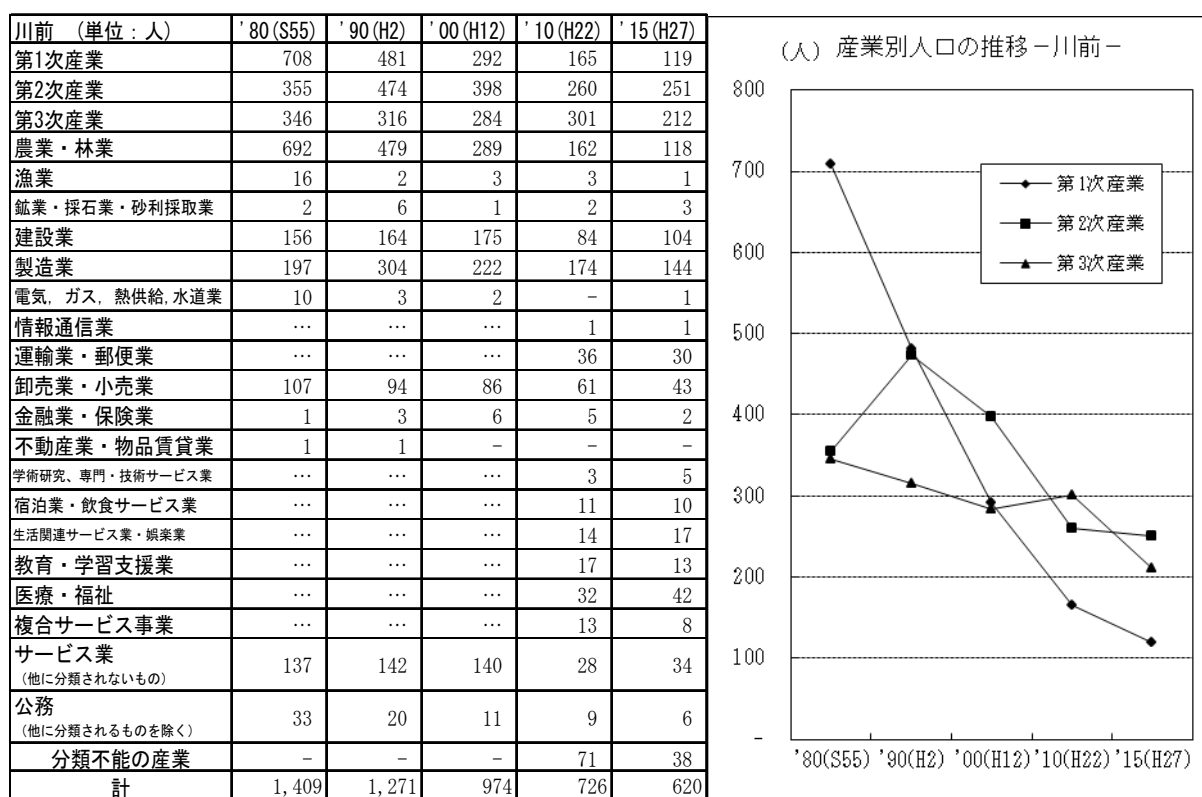 川前　（単位：人） '80(S55) '90(H2) '00(H12) '10(H22) '15(H27)
第1次産業 708 481 292 165 119
第2次産業 355 474 398 260 251
第3次産業 346 316 284 301 212
農業・林業 692 479 289 162 118
漁業 16 2 3 3 1
鉱業・採石業・砂利採取業 2 6 1 2 3
建設業 156 164 175 84 104
製造業 197 304 222 174 144
電気，ガス，熱供給,水道業 10 3 2 － 1
情報通信業 … … … 1 1
運輸業・郵便業 … … … 36 30
卸売業・小売業 107 94 86 61 43
金融業・保険業 1 3 6 5 2
不動産業・物品賃貸業 1 1 － － －
学術研究、専門・技術サービス業 … … … 3 5
宿泊業・飲食サービス業 … … … 11 10
生活関連サービス業・娯楽業 … … … 14 17
教育・学習支援業 … … … 17 13
医療・福祉 … … … 32 42
複合サービス事業 … … … 13 8
サービス業
（他に分類されないもの） 137 142 140 28 34
公務
（他に分類されるものを除く） 33 20 11 9 6
分類不能の産業 － － － 71 38
計 1,409 1,271 974 726 620
（人） 産業別人口の推移－川前－
800
700
600
500
400
300
200
100
－
第1次産業
第2次産業
第3次産業
'80(S55) '90(H2) '00(H12) '10(H22) '15(H27)